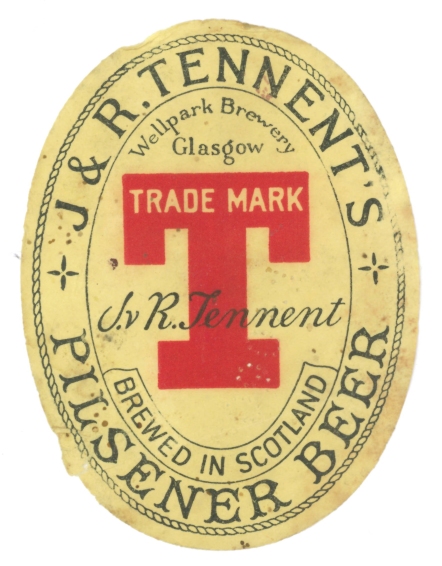 J & R. TENNENT'S
Wellpark Brewery
Glasgow
TRADE MARK
T
J. & R. Tennent
BREWED IN SCOTLAND
PILSENER BEER